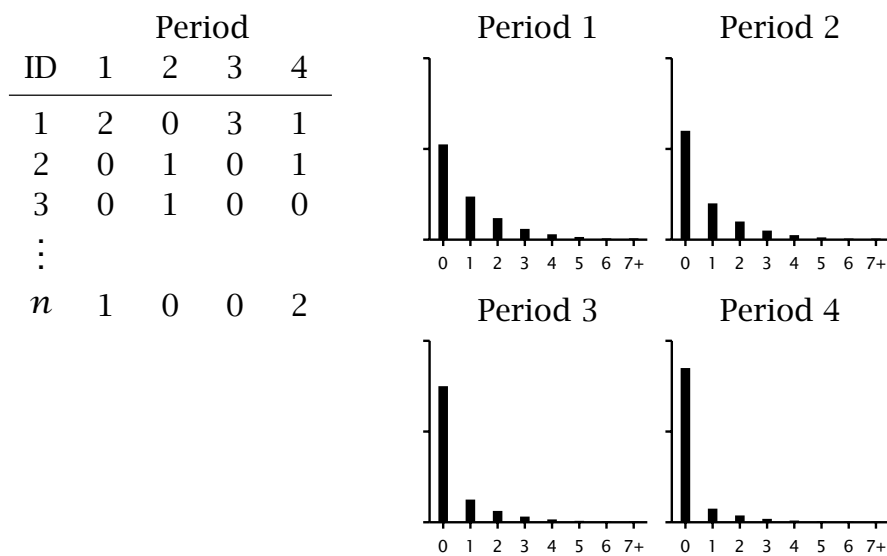 Period
ID 1 2 3 4
1 2 0 3 1
2 0 1 0 1
3 0 1 0 0
⋮
n 1 0 0 2
Period 1
0 1 2 3 4 5 6 7+
Period 2
0 1 2 3 4 5 6 7+
Period 3
0 1 2 3 4 5 6 7+
Period 4
0 1 2 3 4 5 6 7+